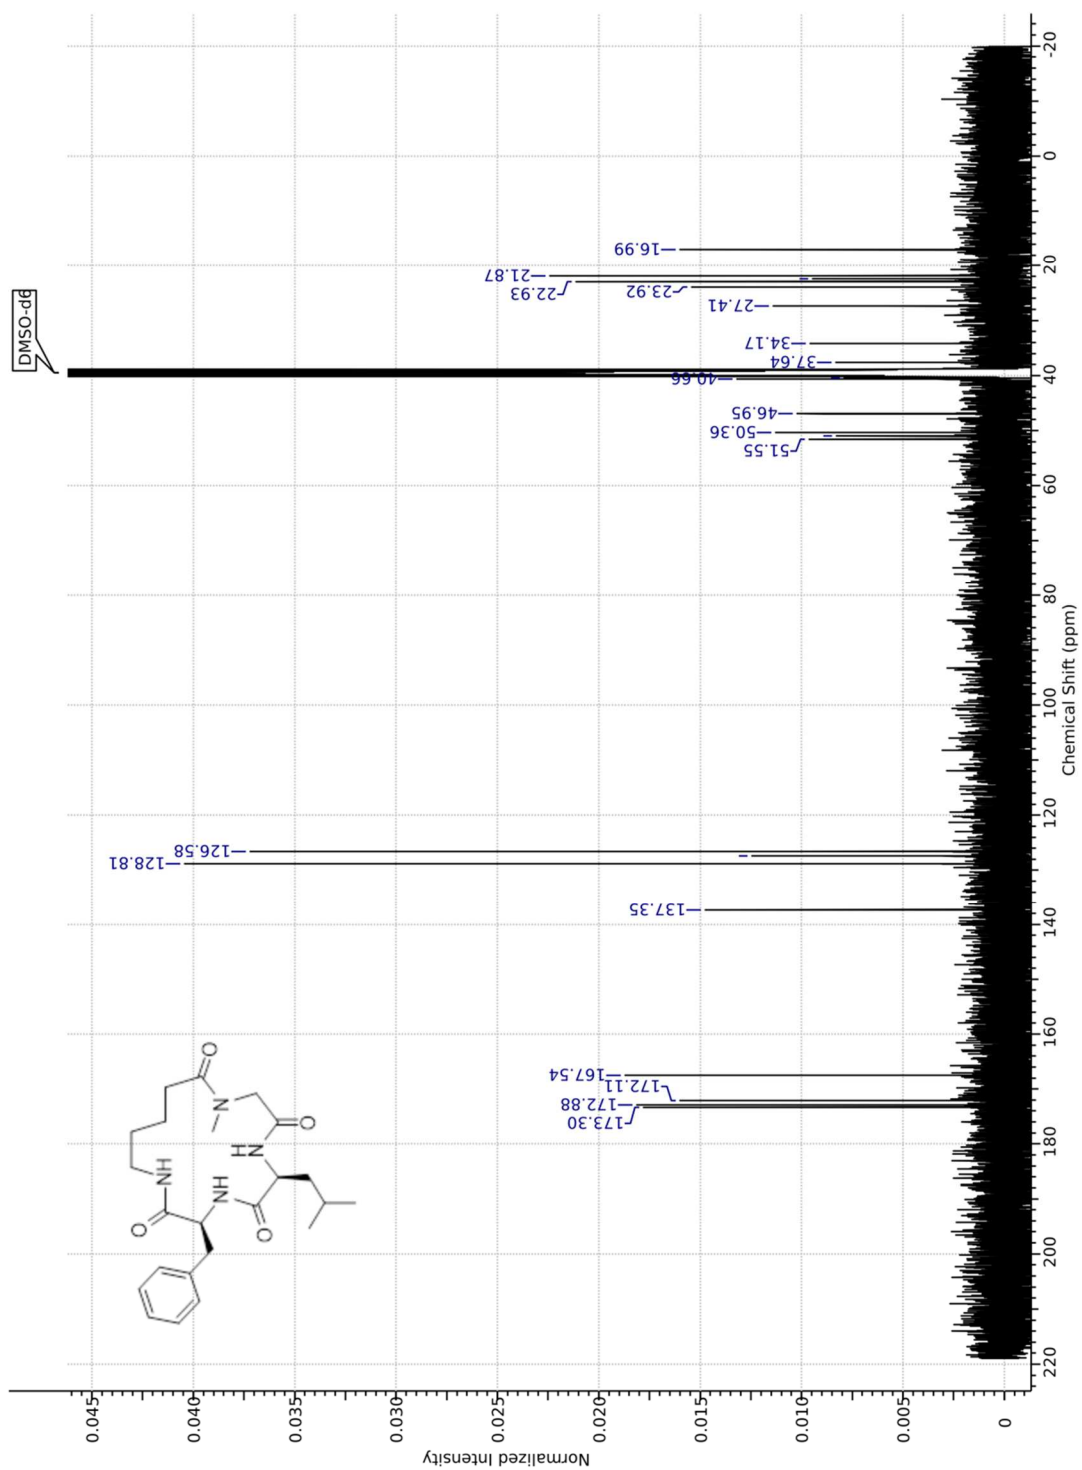 DMSO-d6
Normalized Intensity
0.045
0.040
0.035
0.030
0.025
0.020
0.015
0.010
0.005
0
173.30
172.88
172.11
167.54
137.35
128.81
126.58
51.55
50.36
46.95
40.66
37.64
34.17
27.41
23.92
22.93
21.87
16.99
O
NH
O
N
NH
HN
O
O
220 200 180 160 140 120 100 80 60 40 20 0 -20
Chemical Shift (ppm)